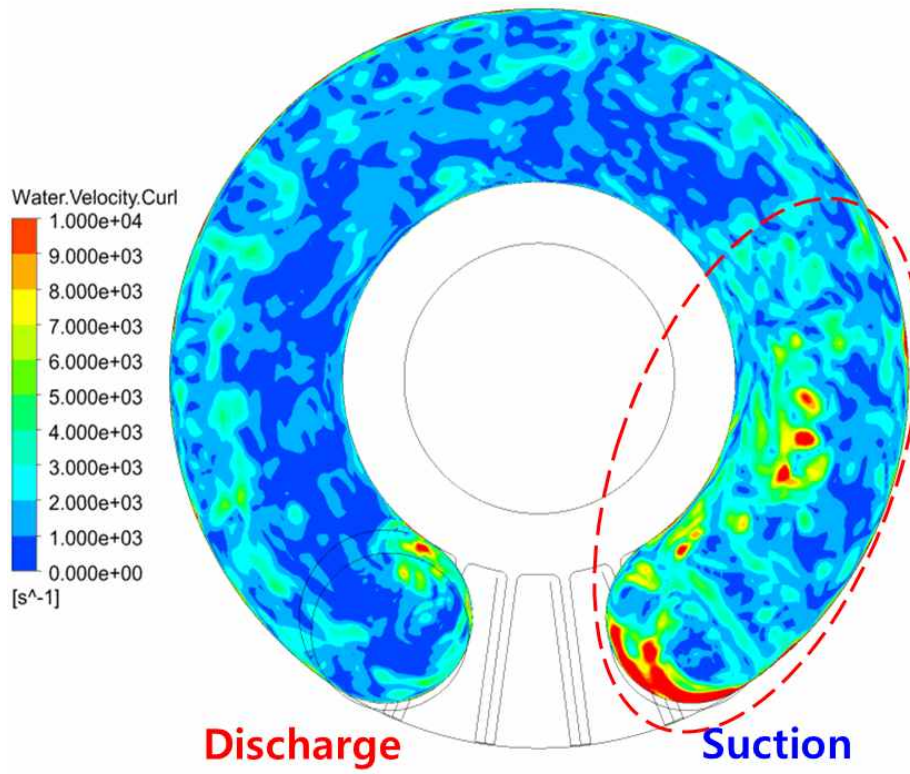 Water.Velocity.Curl
1.000e+04
9.000e+03
8.000e+03
7.000e+03
6.000e+03
5.000e+03
4.000e+03
3.000e+03
2.000e+03
1.000e+03
0.000e+00
[s^-1]
Discharge
Suction